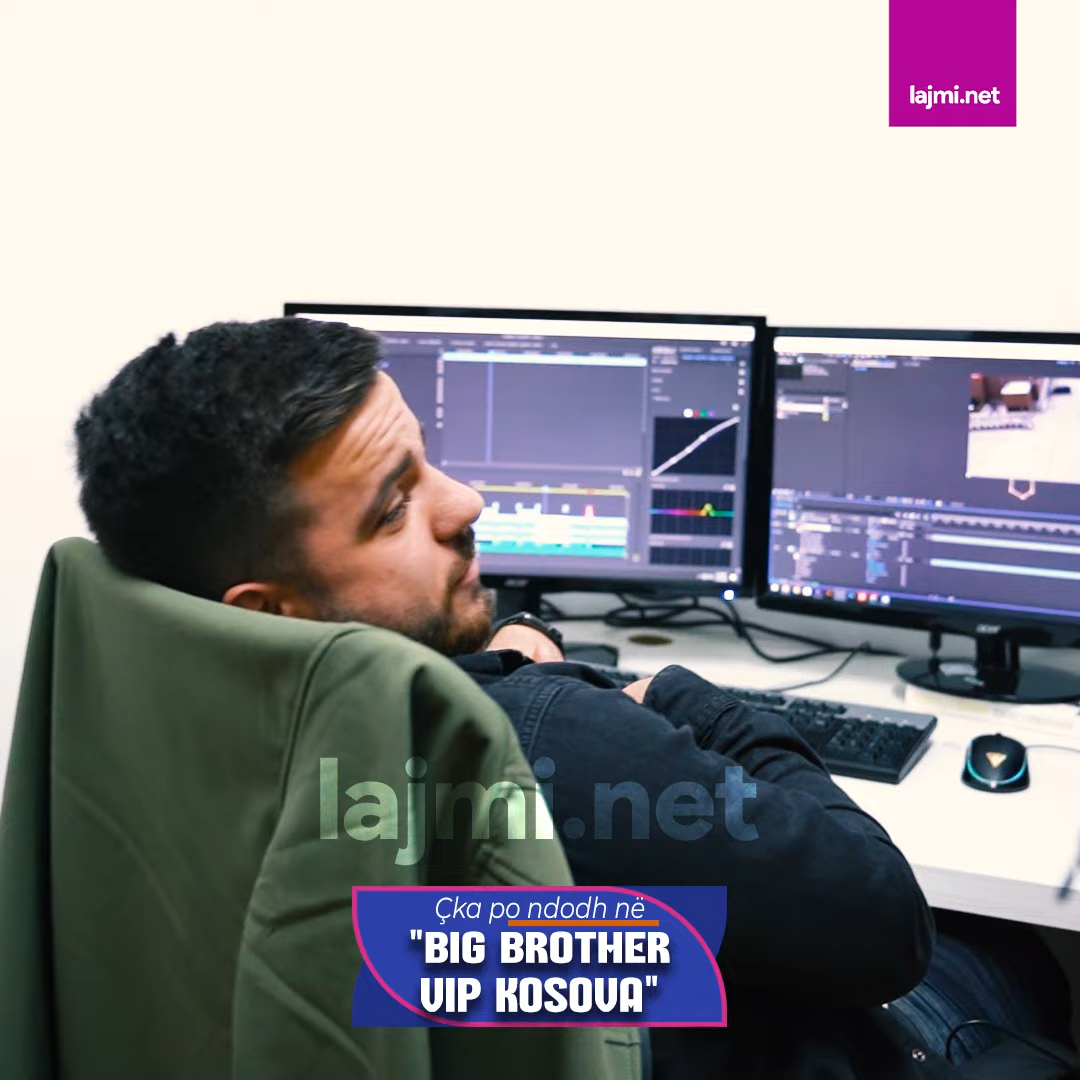 lajmi.net
lajmi.net
Çka po ndodh në
"BIG BROTHER
VIP KOSOVA"